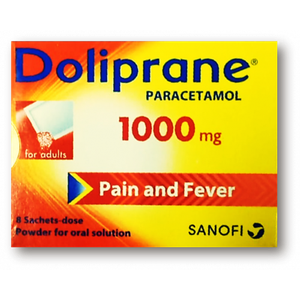 Doliprane®
PARACETAMOL
1000 mg
for adults
Pain and Fever
8 Sachets-dose
Powder for oral solution
SANOFI